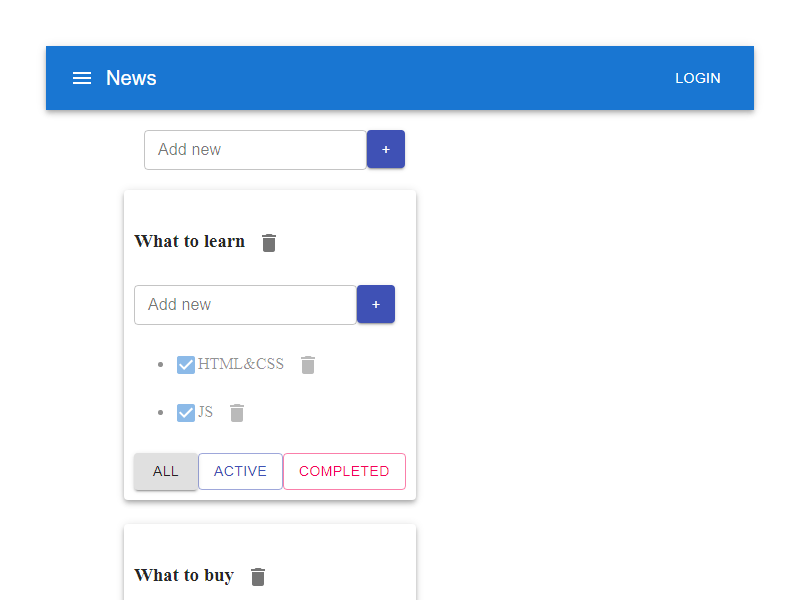 News LOGIN
Add new +
What to learn
Add new +
HTML&CSS
JS
ALL ACTIVE COMPLETED
What to buy